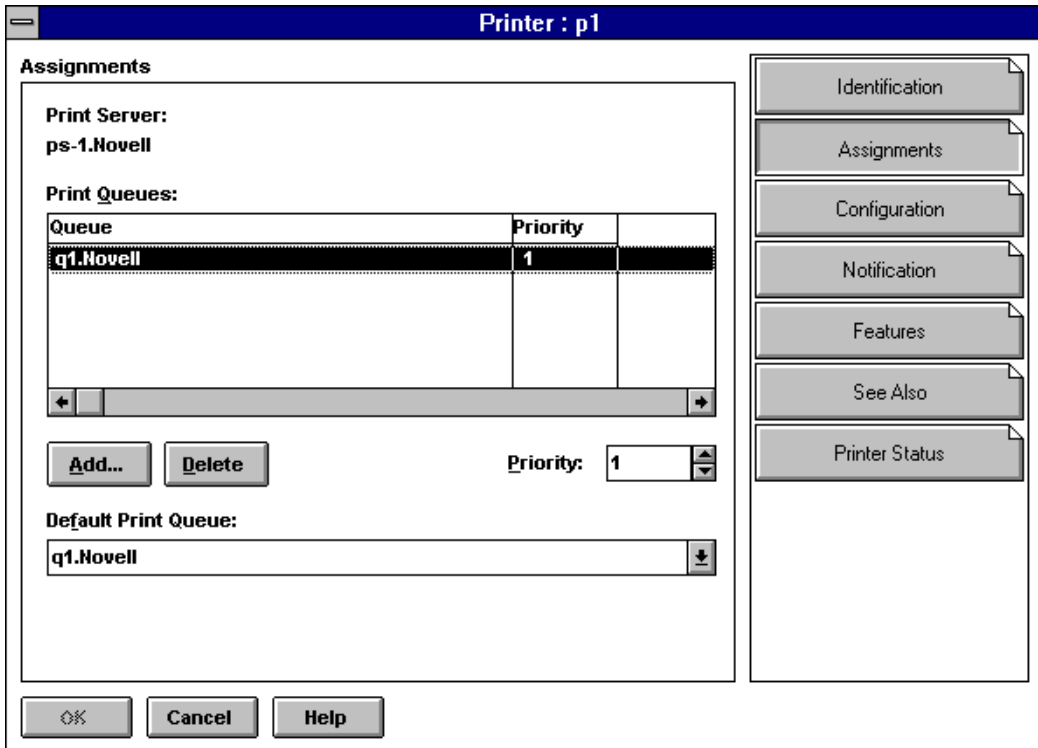 Printer : p1
Assignments
Print Server:
ps-1.Novell
Print Queues:
Queue Priority
q1.Novell 1
Add... Delete Priority: 1
Default Print Queue:
q1.Novell
OK Cancel Help
Identification
Assignments
Configuration
Notification
Features
See Also
Printer Status